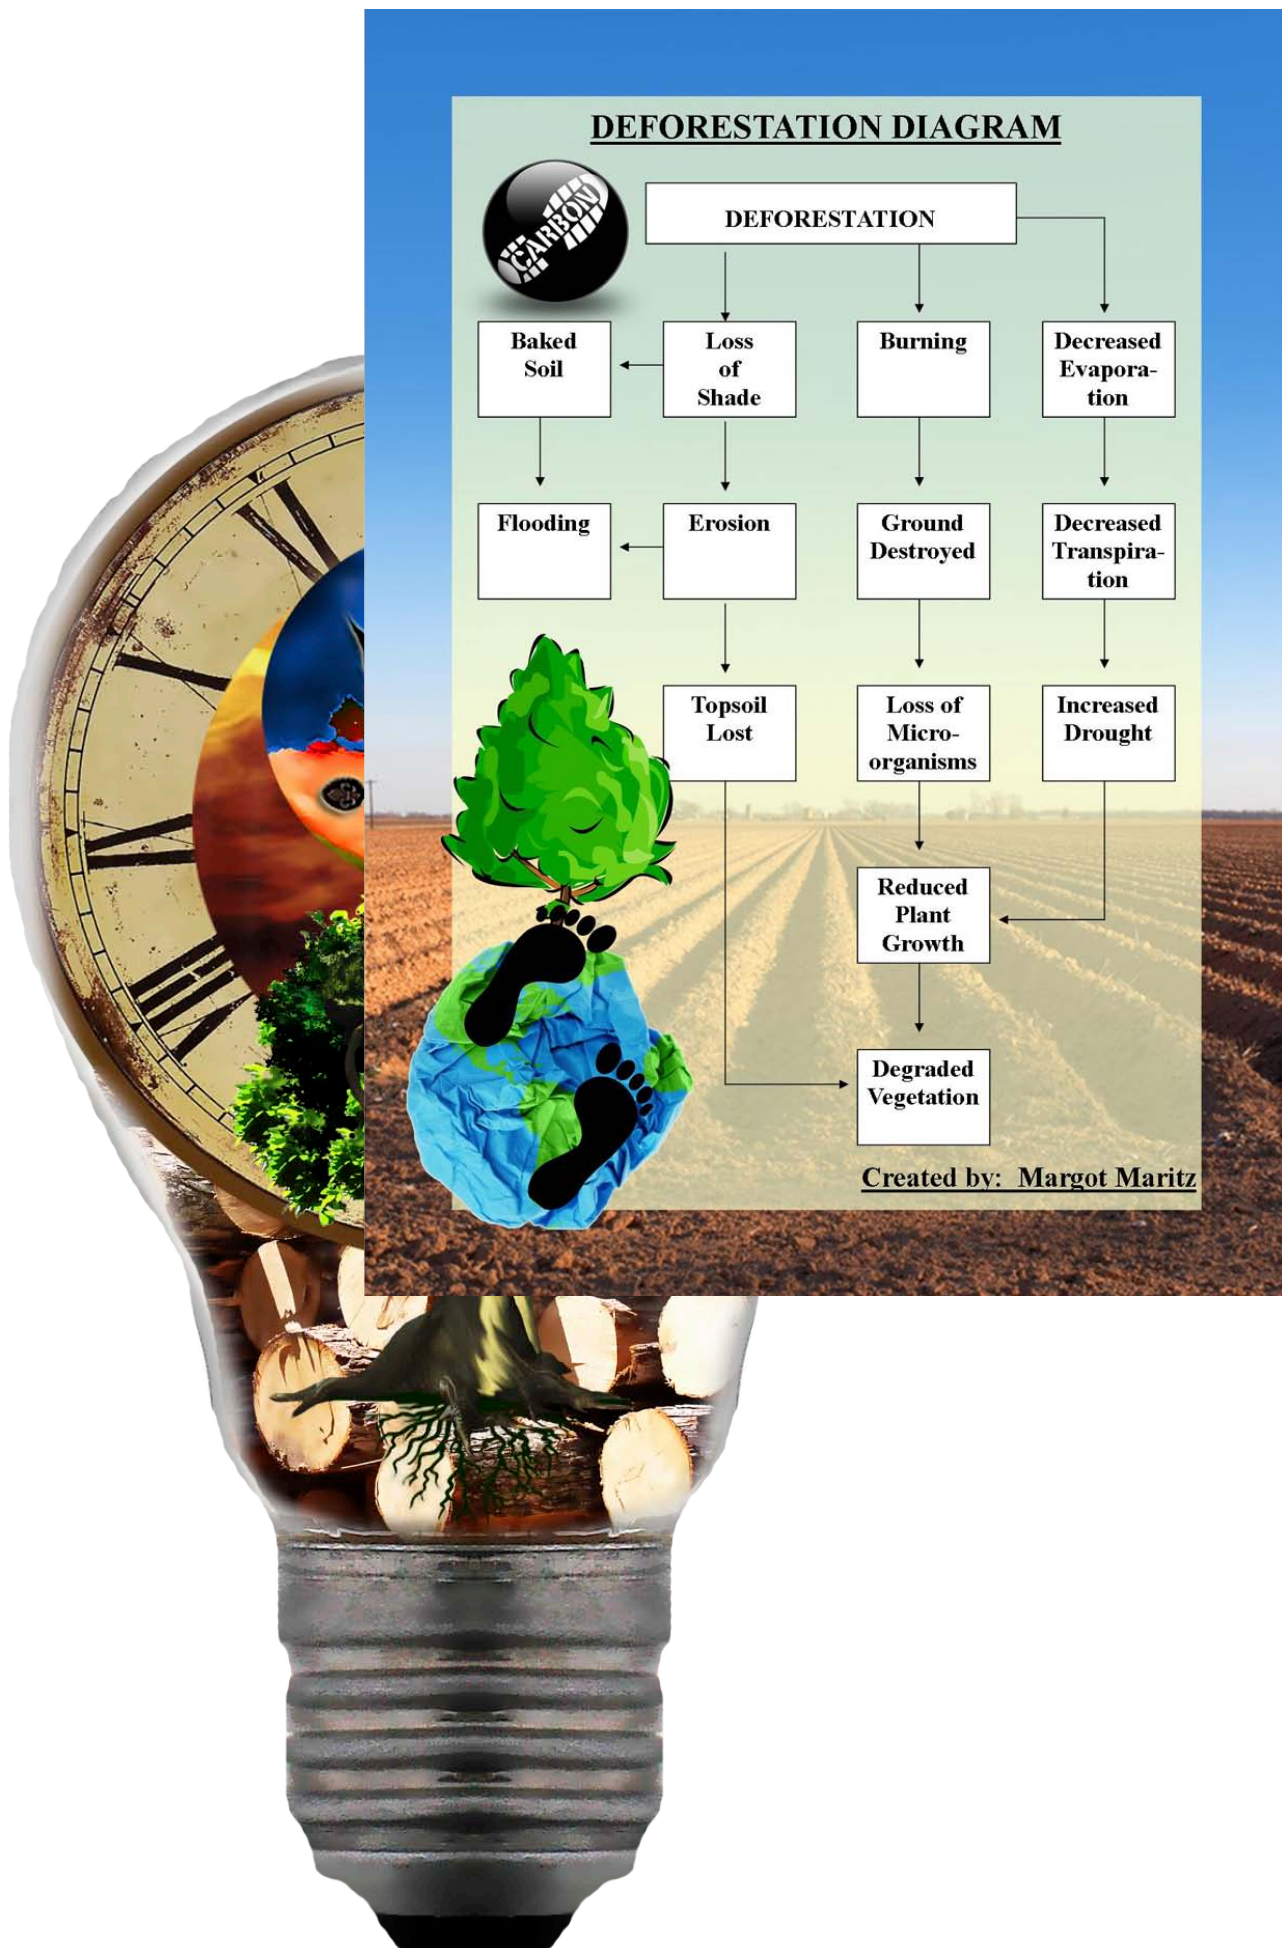 DEFORESTATION DIAGRAM
CARBON
DEFORESTATION
Baked
Soil
Loss
of
Shade
Burning
Decreased
Evapora-
tion
Flooding
Erosion
Ground
Destroyed
Decreased
Transpira-
tion
Topsoil
Lost
Loss of
Micro-
organisms
Increased
Drought
Reduced
Plant
Growth
Degraded
Vegetation
Created by: Margot Maritz